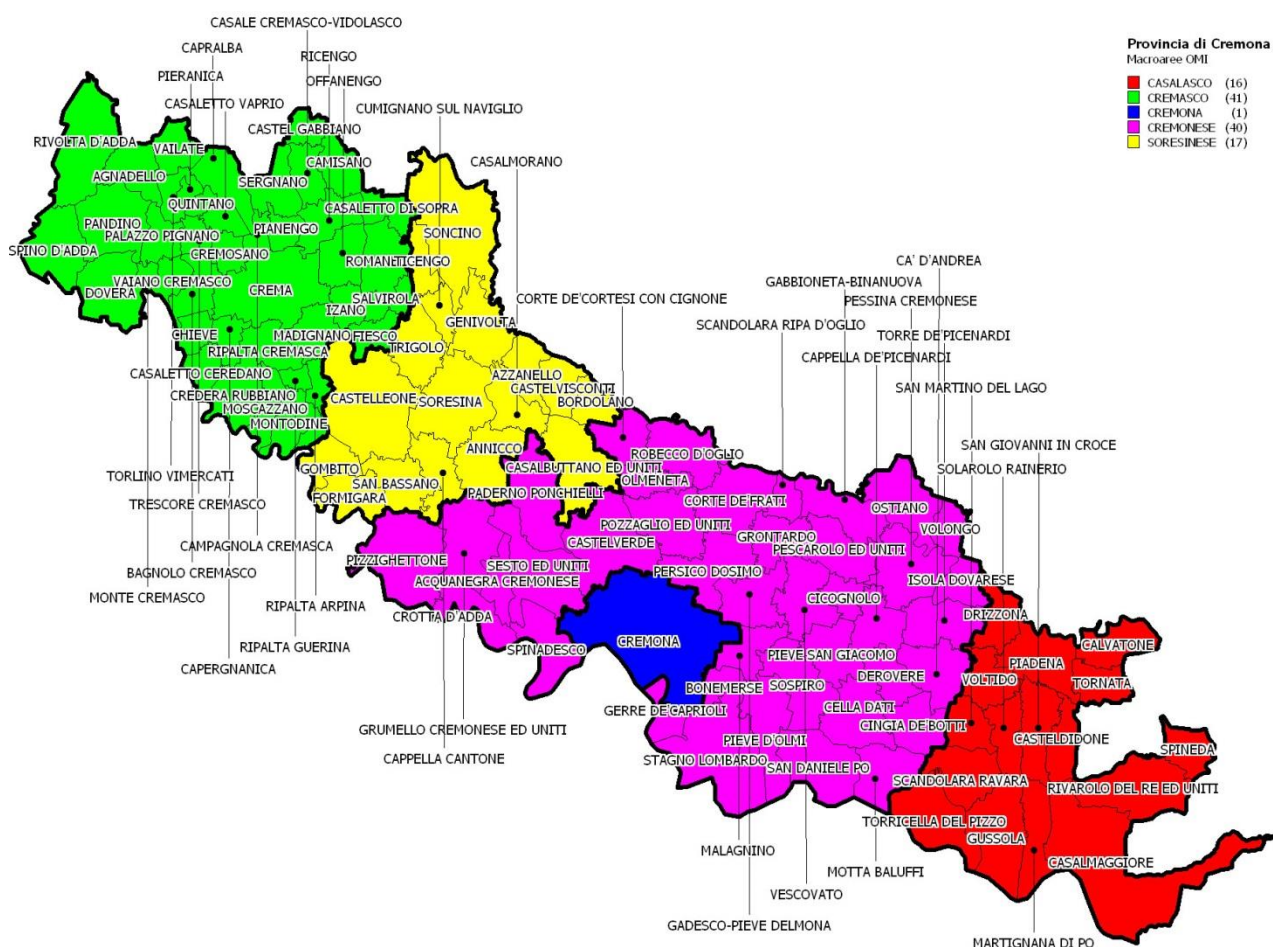 CASALE CREMASCO-VIDOLASCO
CAPRALBA
RICENGO
PIERANICA
OFFANENGO
CASALETTO VAPRIO
CUMIGNANO SUL NAVIGLIO
Provincia di Cremona
Macroaree OMI
CASALASCO (16)
CREMASCO (41)
CREMONA (1)
CREMONESE (40)
SORESINESE (17)
CASTEL GABBIANO
RIVOLTA D'ADDA
VAILATE
CAMISANO
CASALMORANO
AGNADELLO
SERGNANO
QUINTANO
CASALETTO DI SOPRA
PANDINO
PIANENGO
PALAZZO PIGNANO
SONCINO
SPINO D'ADDA
CREMOSANO
ROMANE
TICENGO
CA' D'ANDREA
VAIANO CREMASCO
GABBIONETA-BINANUOVA
DOVERA
CREMA
SALVIROLA
CORTE DE'CORTESI CON CIGNONE
PESSINA CREMONESE
IZANO
GENIVOLTA
SCANDOLARA RIPA D'OGLIO
CHIEVE
MADIGNANO
FIESCO
TORRE DE'PICENARDI
TRIGOLO
RIPALTA CREMASCA
CAPPELLA DE'PICENARDI
CASALETTO CEREDANO
AZZANELLO
CASTELVISCONTI
SAN MARTINO DEL LAGO
CREDERA RUBBIANO
CASTELLEONE
SORESINA
BORDOLANO
MOSCAZZANO
MONTODINE
SAN GIOVANNI IN CROCE
ANNICCO
ROBECCO D'OGLIO
GOMBITO
CASALBUTTANO ED UNITI
SOLAROLO RAINERIO
TORLINO VIMERCATI
SAN BASSANO
OLMENETA
FORMIGARA
PADERNO PONCHIELLI
CORTE DE'FRATI
TRESCORE CREMASCO
OSTIANO
POZZAGLIO ED UNITI
VOLONGO
GRONTARDO
CAMPAGNOLA CREMASCA
CASTELVERDE
PESCAROLO ED UNITI
PIZZIGHETTONE
SESTO ED UNITI
PERSICO DOSIMO
BAGNOLO CREMASCO
ACQUANEGRA CREMONESE
ISOLA DOVARESE
MONTE CREMASCO
CICOGNOLO
RIPALTA ARPINA
CROTTA D'ADDA
DRIZZONA
CREMONA
CALVATONE
RIPALTA GUERINA
SPINADESCO
PIEVE SAN GIACOMO
PIADENA
CAPERGNANICA
DEROVERE
VOLTIDO
TORNATA
BONEMERSE
SOSPIRO
CELLA DATI
GERRE DE'CAPRIOLI
CINGIA DE'BOTTI
GRUMELLO CREMONESE ED UNITI
CASTELDIDONE
PIEVE D'OLMI
SPINEDA
CAPPELLA CANTONE
STAGNO LOMBARDO
SAN DANIELE PO
SCANDOLARA RAVARA
RIVAROLO DEL RE ED UNITI
TORRICELLA DEL PIZZO
GUSSOLA
MALAGNINO
CASALMAGGIORE
MOTTA BALUFFI
VESCOVATO
GADESCO-PIEVE DELMONA
MARTIGNANA DI PO